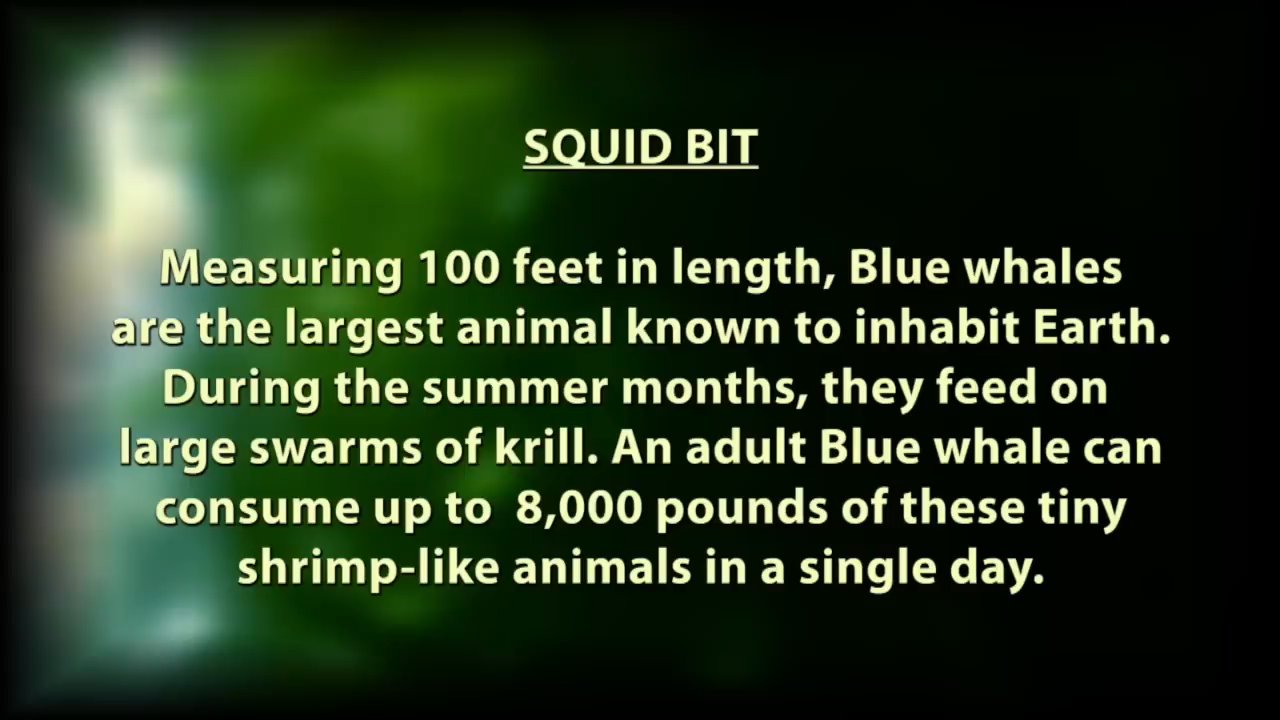 SQUID BIT
Measuring 100 feet in length, Blue whales
are the largest animal known to inhabit Earth.
During the summer months, they feed on
large swarms of krill. An adult Blue whale can
consume up to  8,000 pounds of these tiny
shrimp-like animals in a single day.